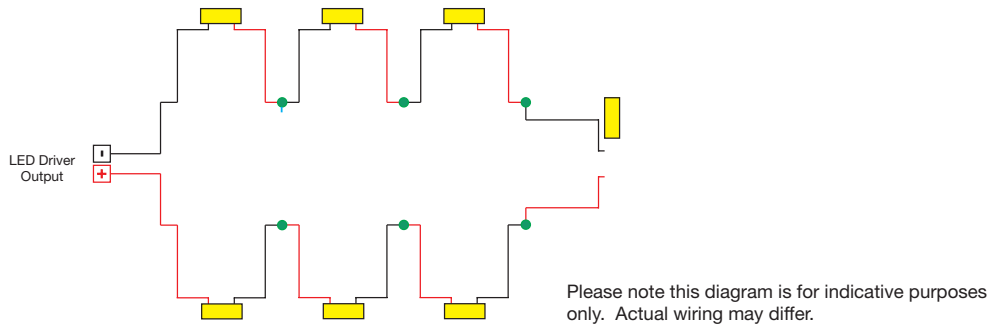 LED Driver
Output
-
+
Please note this diagram is for indicative purposes
only. Actual wiring may differ.